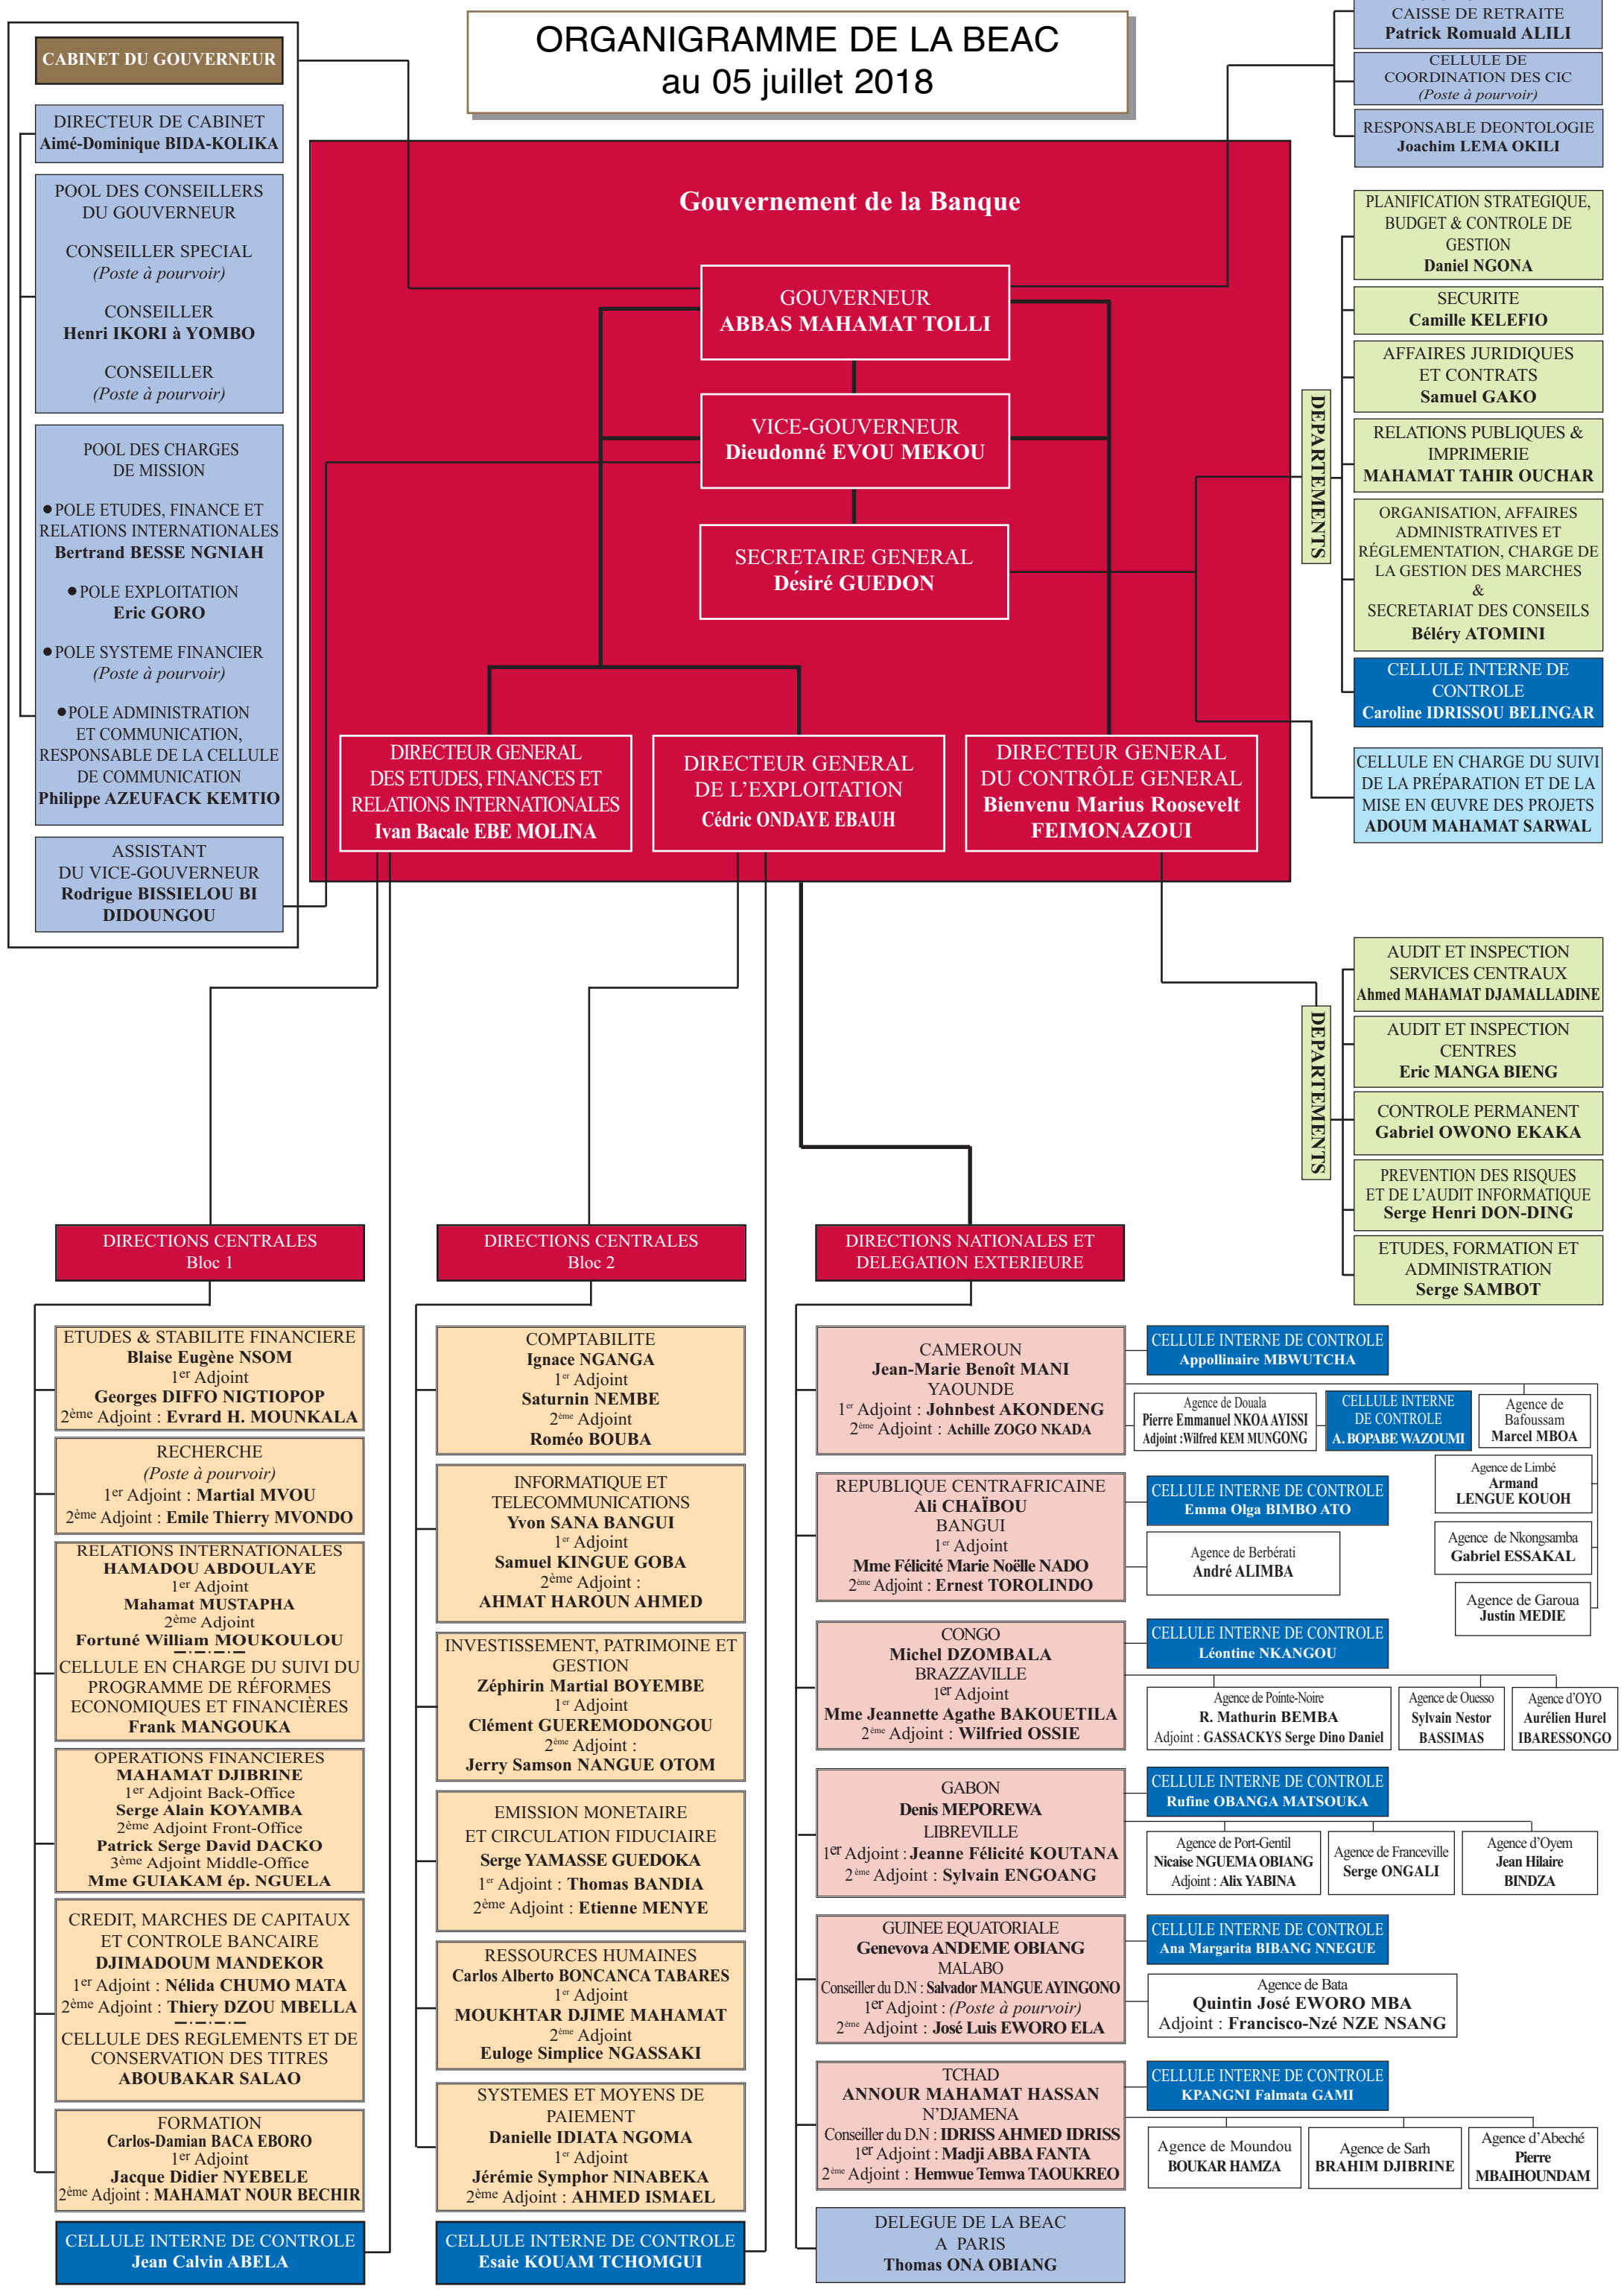 ORGANIGRAMME DE LA BEAC
au 05 juillet 2018
CABINET DU GOUVERNEUR
DIRECTEUR DE CABINET
Aimé-Dominique BIDA-KOLIKA
POOL DES CONSEILLERS
DU GOUVERNEUR
CONSEILLER SPECIAL
(Poste à pourvoir)
CONSEILLER
Henri IKORI à YOMBO
CONSEILLER
(Poste à pourvoir)
POOL DES CHARGES
DE MISSION
● POLE ETUDES, FINANCE ET
RELATIONS INTERNATIONALES
Bertrand BESSE NGNIAH
● POLE EXPLOITATION
Eric GORO
● POLE SYSTEME FINANCIER
(Poste à pourvoir)
● POLE ADMINISTRATION
ET COMMUNICATION,
RESPONSABLE DE LA CELLULE
DE COMMUNICATION
Philippe AZEUFACK KEMTIO
ASSISTANT
DU VICE-GOUVERNEUR
Rodrigue BISSIELOU BI
DIDOUNGOU
Gouvernement de la Banque
GOUVERNEUR
ABBAS MAHAMAT TOLLI
VICE-GOUVERNEUR
Dieudonné EVOU MEKOU
SECRETAIRE GENERAL
Désiré GUEDON
DIRECTEUR GENERAL
DES ETUDES, FINANCES ET
RELATIONS INTERNATIONALES
Ivan Bacale EBE MOLINA
DIRECTEUR GENERAL
DE L'EXPLOITATION
Cédric ONDAYE EBAUH
DIRECTEUR GENERAL
DU CONTRÔLE GENERAL
Bienvenu Marius Roosevelt
FEIMONAZOUI
CAISSE DE RETRAITE
Patrick Romuald ALILI
CELLULE DE
COORDINATION DES CIC
(Poste à pourvoir)
RESPONSABLE DEONTOLOGIE
Joachim LEMA OKILI
DEPARTEMENTS
PLANIFICATION STRATEGIQUE,
BUDGET & CONTROLE DE
GESTION
Daniel NGONA
SECURITE
Camille KELEFIO
AFFAIRES JURIDIQUES
ET CONTRATS
Samuel GAKO
RELATIONS PUBLIQUES &
IMPRIMERIE
MAHAMAT TAHIR OUCHAR
ORGANISATION, AFFAIRES
ADMINISTRATIVES ET
RÉGLEMENTATION, CHARGE DE
LA GESTION DES MARCHES
&
SECRETARIAT DES CONSEILS
Béléry ATOMINI
CELLULE INTERNE DE
CONTROLE
Caroline IDRISSOU BELINGAR
CELLULE EN CHARGE DU SUIVI
DE LA PRÉPARATION ET DE LA
MISE EN ŒUVRE DES PROJETS
ADOUM MAHAMAT SARWAL
DEPARTEMENTS
AUDIT ET INSPECTION
SERVICES CENTRAUX
Ahmed MAHAMAT DJAMALLADINE
AUDIT ET INSPECTION
CENTRES
Eric MANGA BIENG
CONTROLE PERMANENT
Gabriel OWONO EKAKA
PREVENTION DES RISQUES
ET DE L'AUDIT INFORMATIQUE
Serge Henri DON-DING
ETUDES, FORMATION ET
ADMINISTRATION
Serge SAMBOT
DIRECTIONS CENTRALES
Bloc 1
ETUDES & STABILITE FINANCIERE
Blaise Eugène NSOM
1er Adjoint
Georges DIFFO NIGTIOPOP
2ème Adjoint : Evrard H. MOUNKALA
RECHERCHE
(Poste à pourvoir)
1er Adjoint : Martial MVOU
2ème Adjoint : Emile Thierry MVONDO
RELATIONS INTERNATIONALES
HAMADOU ABDOULAYE
1er Adjoint
Mahamat MUSTAPHA
2ème Adjoint
Fortuné William MOUKOULOU
CELLULE EN CHARGE DU SUIVI DU
PROGRAMME DE RÉFORMES
ECONOMIQUES ET FINANCIÈRES
Frank MANGOUKA
OPERATIONS FINANCIERES
MAHAMAT DJIBRINE
1er Adjoint Back-Office
Serge Alain KOYAMBA
2ème Adjoint Front-Office
Patrick Serge David DACKO
3ème Adjoint Middle-Office
Mme GUIAKAM ép. NGUELA
CREDIT, MARCHES DE CAPITAUX
ET CONTROLE BANCAIRE
DJIMADOUM MANDEKOR
1er Adjoint : Nélida CHUMO MATA
2ème Adjoint : Thiery DZOU MBELLA
CELLULE DES REGLEMENTS ET DE
CONSERVATION DES TITRES
ABOUBAKAR SALAO
FORMATION
Carlos-Damian BACA EBORO
1er Adjoint
Jacque Didier NYEBELE
2ème Adjoint : MAHAMAT NOUR BECHIR
CELLULE INTERNE DE CONTROLE
Jean Calvin ABELA
DIRECTIONS CENTRALES
Bloc 2
COMPTABILITE
Ignace NGANGA
1er Adjoint
Saturnin NEMBE
2ème Adjoint
Roméo BOUBA
INFORMATIQUE ET
TELECOMMUNICATIONS
Yvon SANA BANGUI
1er Adjoint
Samuel KINGUE GOBA
2ème Adjoint :
AHMAT HAROUN AHMED
INVESTISSEMENT, PATRIMOINE ET
GESTION
Zéphirin Martial BOYEMBE
1er Adjoint
Clément GUEREMODONGOU
2ème Adjoint :
Jerry Samson NANGUE OTOM
EMISSION MONETAIRE
ET CIRCULATION FIDUCIAIRE
Serge YAMASSE GUEDOKA
1er Adjoint : Thomas BANDIA
2ème Adjoint : Etienne MENYE
RESSOURCES HUMAINES
Carlos Alberto BONCANCA TABARES
1er Adjoint
MOUKHTAR DJIME MAHAMAT
2ème Adjoint
Euloge Simplice NGASSAKI
SYSTEMES ET MOYENS DE
PAIEMENT
Danielle IDIATA NGOMA
1er Adjoint
Jérémie Symphor NINABEKA
2ème Adjoint : AHMED ISMAEL
CELLULE INTERNE DE CONTROLE
Esaie KOUAM TCHOMGUI
DIRECTIONS NATIONALES ET
DELEGATION EXTERIEURE
CAMEROUN
Jean-Marie Benoît MANI
YAOUNDE
1er Adjoint : Johnbest AKONDENG
2ème Adjoint : Achille ZOGO NKADA
CELLULE INTERNE DE CONTROLE
Appollinaire MBWUTCHA
Agence de Douala
Pierre Emmanuel NKOA AYISSI
Adjoint :Wilfred KEM MUNGONG
CELLULE INTERNE
DE CONTROLE
A. BOPABE WAZOUMI
Agence de
Bafoussam
Marcel MBOA
Agence de Limbé
Armand
LENGUE KOUOH
Agence de Nkongsamba
Gabriel ESSAKAL
Agence de Garoua
Justin MEDIE
REPUBLIQUE CENTRAFRICAINE
Ali CHAÏBOU
BANGUI
1er Adjoint
Mme Félicité Marie Noëlle NADO
2ème Adjoint : Ernest TOROLINDO
CELLULE INTERNE DE CONTROLE
Emma Olga BIMBO ATO
Agence de Berbérati
André ALIMBA
CONGO
Michel DZOMBALA
BRAZZAVILLE
1er Adjoint
Mme Jeannette Agathe BAKOUETILA
2ème Adjoint : Wilfried OSSIE
CELLULE INTERNE DE CONTROLE
Léontine NKANGOU
Agence de Pointe-Noire
R. Mathurin BEMBA
Adjoint : GASSACKYS Serge Dino Daniel
Agence de Ouesso
Sylvain Nestor
BASSIMAS
Agence d'OYO
Aurélien Hurel
IBARESSONGO
GABON
Denis MEPOREWA
LIBREVILLE
1er Adjoint : Jeanne Félicité KOUTANA
2ème Adjoint : Sylvain ENGOANG
CELLULE INTERNE DE CONTROLE
Rufine OBANGA MATSOUKA
Agence de Port-Gentil
Nicaise NGUEMA OBIANG
Adjoint : Alix YABINA
Agence de Franceville
Serge ONGALI
Agence d'Oyem
Jean Hilaire
BINDZA
GUINEE EQUATORIALE
Genevova ANDEME OBIANG
MALABO
Conseiller du D.N : Salvador MANGUE AYINGONO
1er Adjoint : (Poste à pourvoir)
2ème Adjoint : José Luis EWORO ELA
CELLULE INTERNE DE CONTROLE
Ana Margarita BIBANG NNEGUE
Agence de Bata
Quintin José EWORO MBA
Adjoint : Francisco-Nzé NZE NSANG
TCHAD
ANNOUR MAHAMAT HASSAN
N'DJAMENA
Conseiller du D.N : IDRISS AHMED IDRISS
1er Adjoint : Madji ABBA FANTA
2ème Adjoint : Hemwue Temwa TAOUKREO
CELLULE INTERNE DE CONTROLE
KPANGNI Falmata GAMI
Agence de Moundou
BOUKAR HAMZA
Agence de Sarh
BRAHIM DJIBRINE
Agence d'Abeché
Pierre
MBAIHOUNDAM
DELEGUE DE LA BEAC
A PARIS
Thomas ONA OBIANG